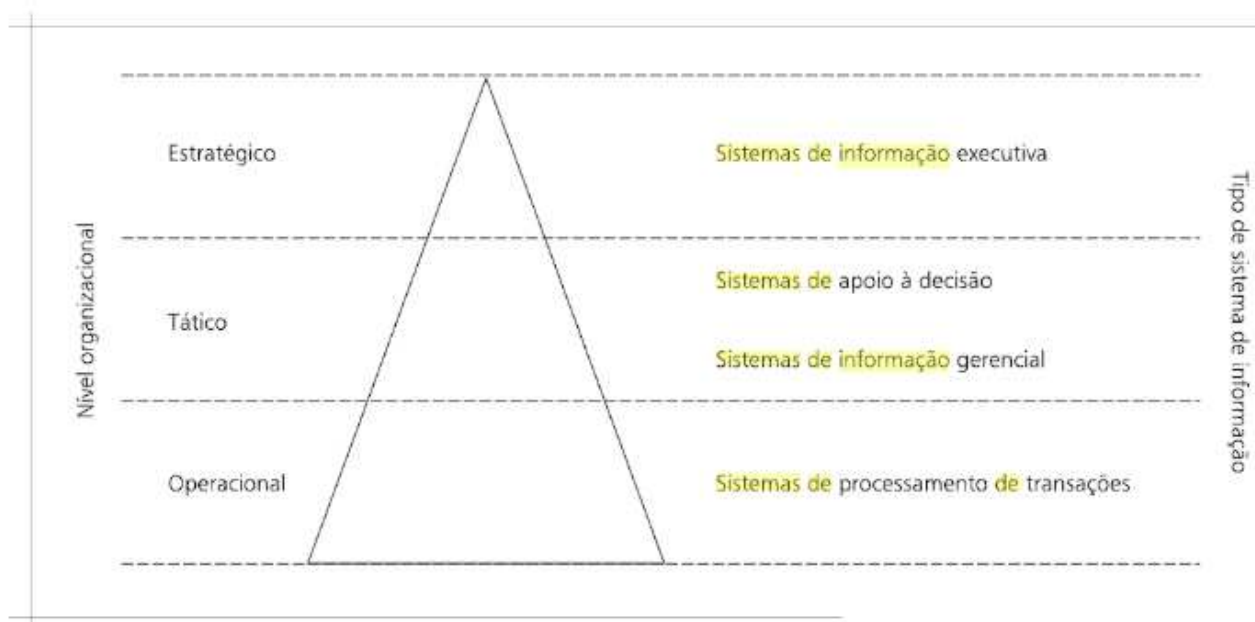 Estratégico
Sistemas de informação executiva
Nível organizacional
Tático
Sistemas de apoio à decisão
Sistemas de informação gerencial
Tipo de sistema de informação
Operacional
Sistemas de processamento de transações